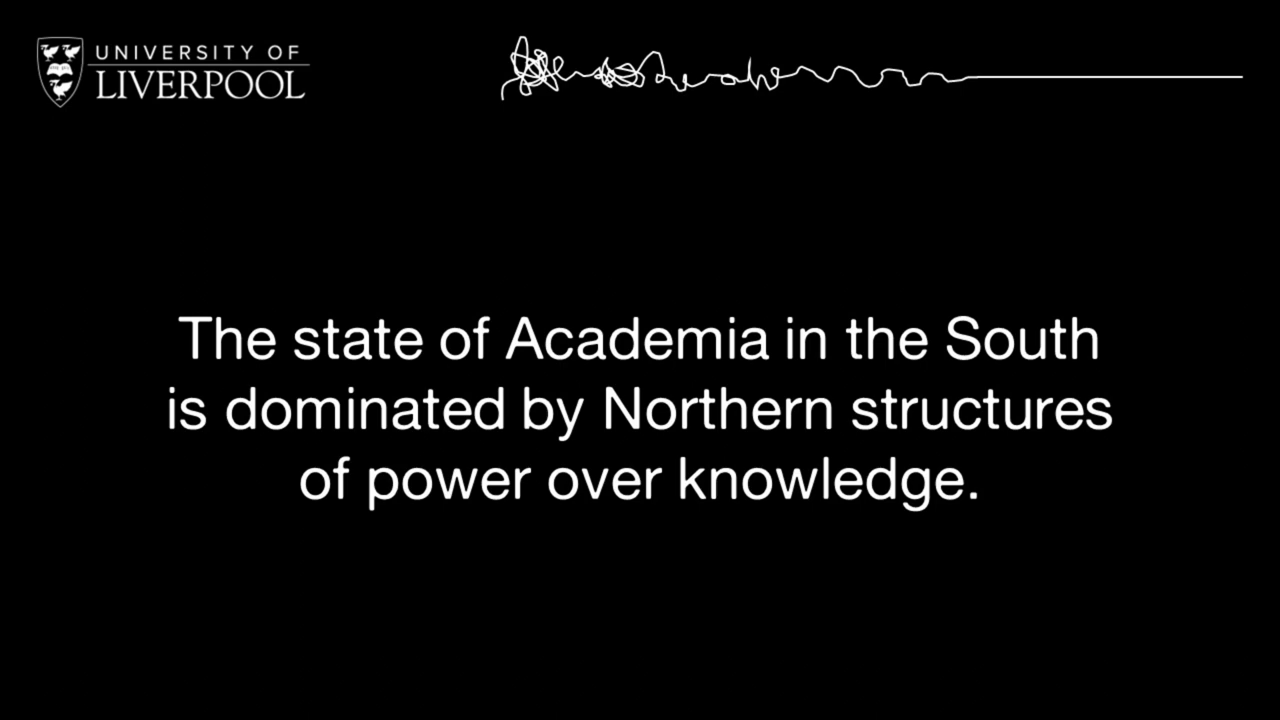 UNIVERSITY OF
LIVERPOOL
The state of Academia in the South
is dominated by Northern structures
of power over knowledge.